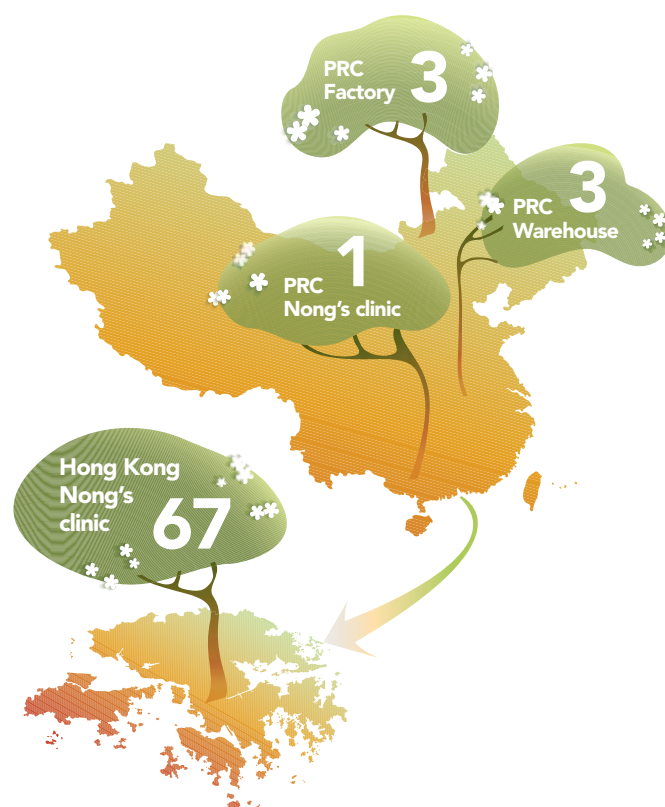 PRC
Factory 3
PRC
Warehouse 3
PRC
Nong's clinic 1
Hong Kong
Nong's
clinic 67